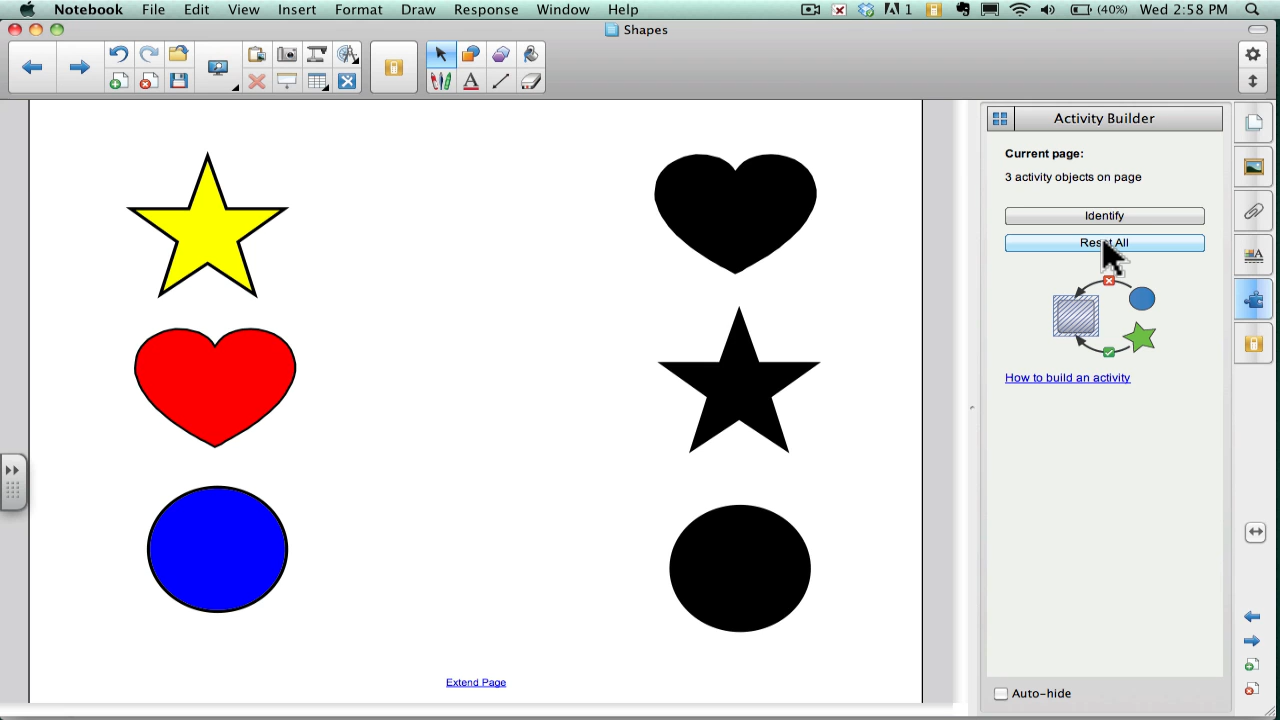 Notebook File Edit View Insert Format Draw Response Window Help 1 (40%) Wed 2:58 PM
Shapes
Activity Builder
Current page:
3 activity objects on page
Identify
Reset All
How to build an activity
Extend Page
Auto-hide